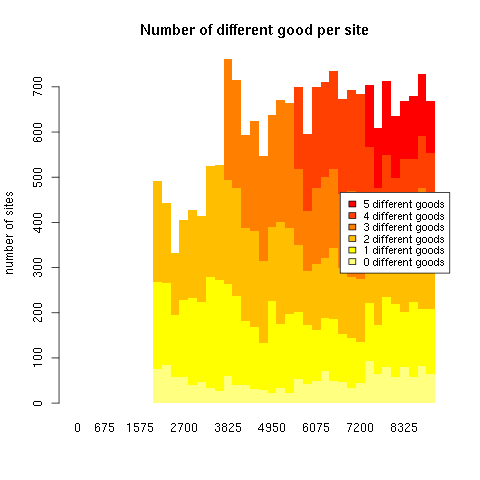 Number of different good per site
number of sites
700
600
500
400
300
200
100
0
5 different goods
4 different goods
3 different goods
2 different goods
1 different goods
0 different goods
0 675 1575 2700 3825 4950 6075 7200 8325